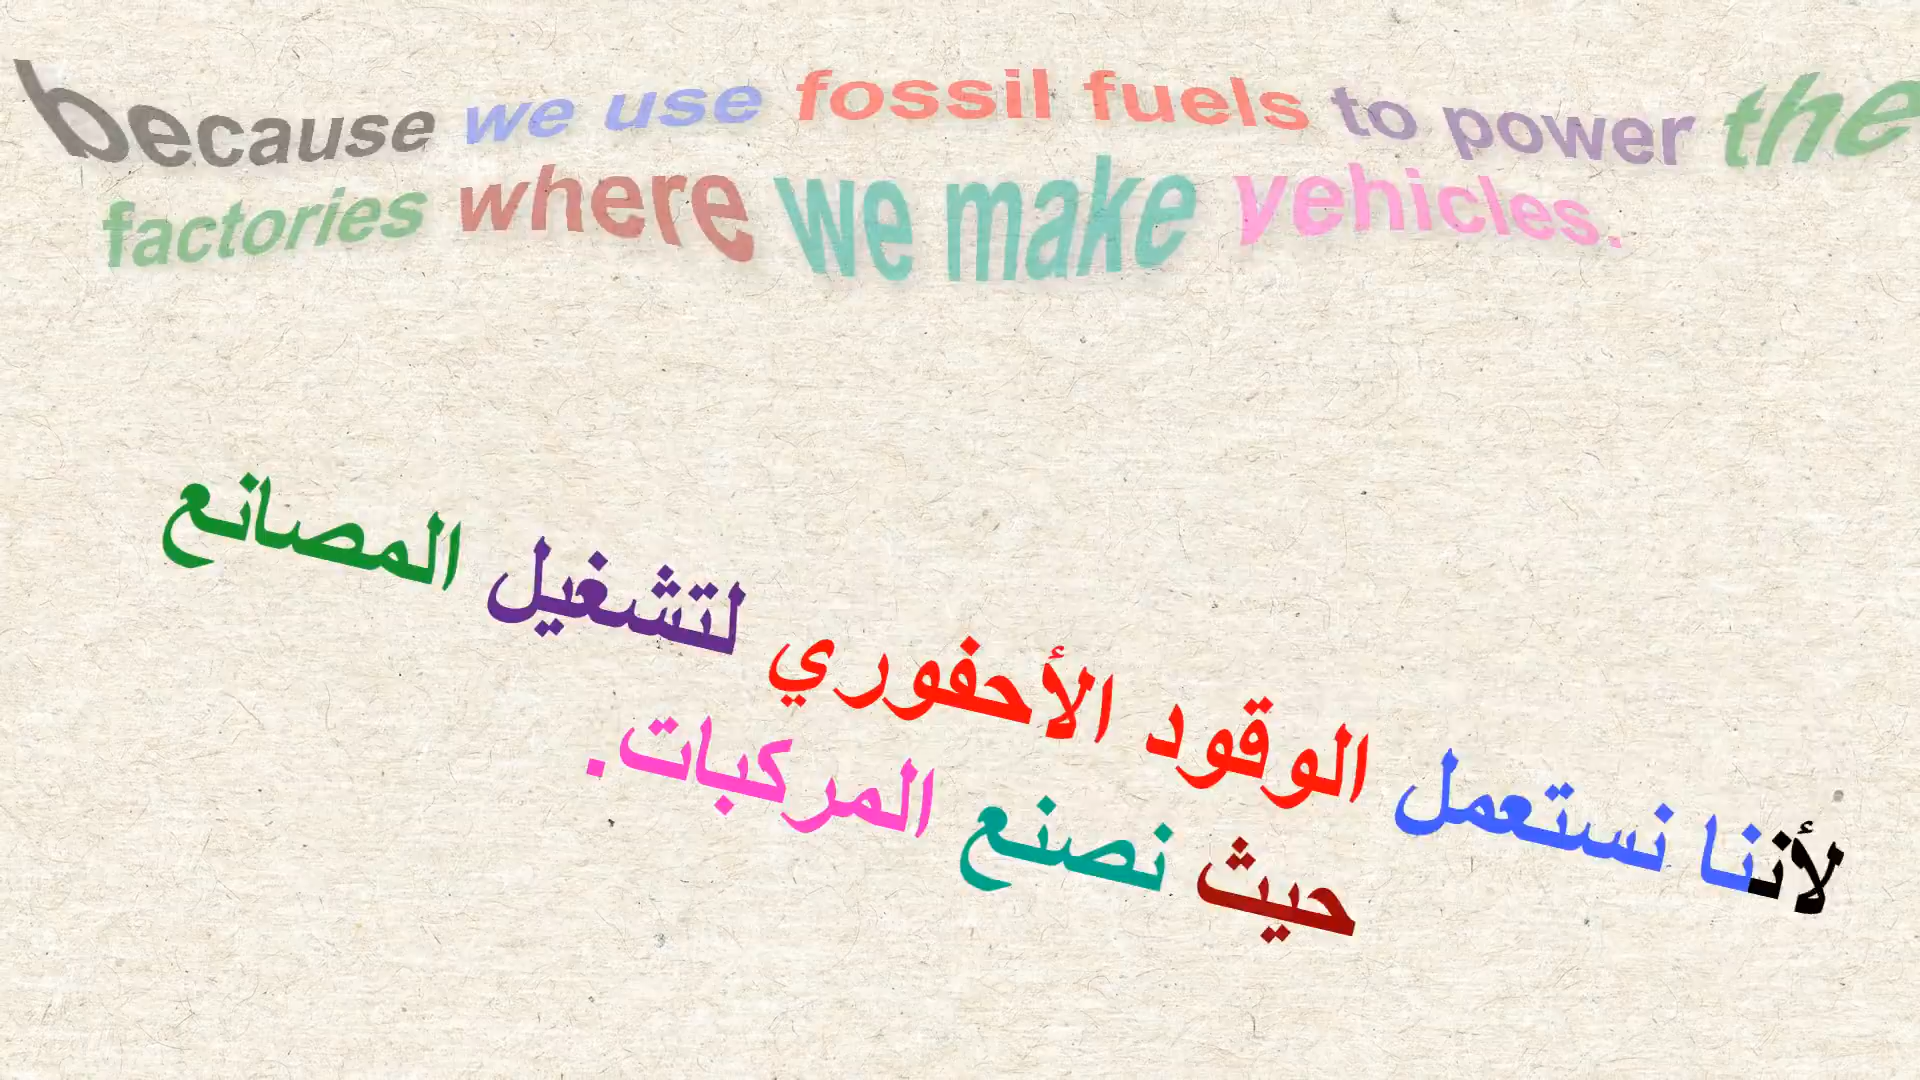 because we use fossil fuels to power the
factories where we make vehicles.
لأننا نستعمل الوقود الأحفوري لتشغيل المصانع
حيث نصنع المركبات.